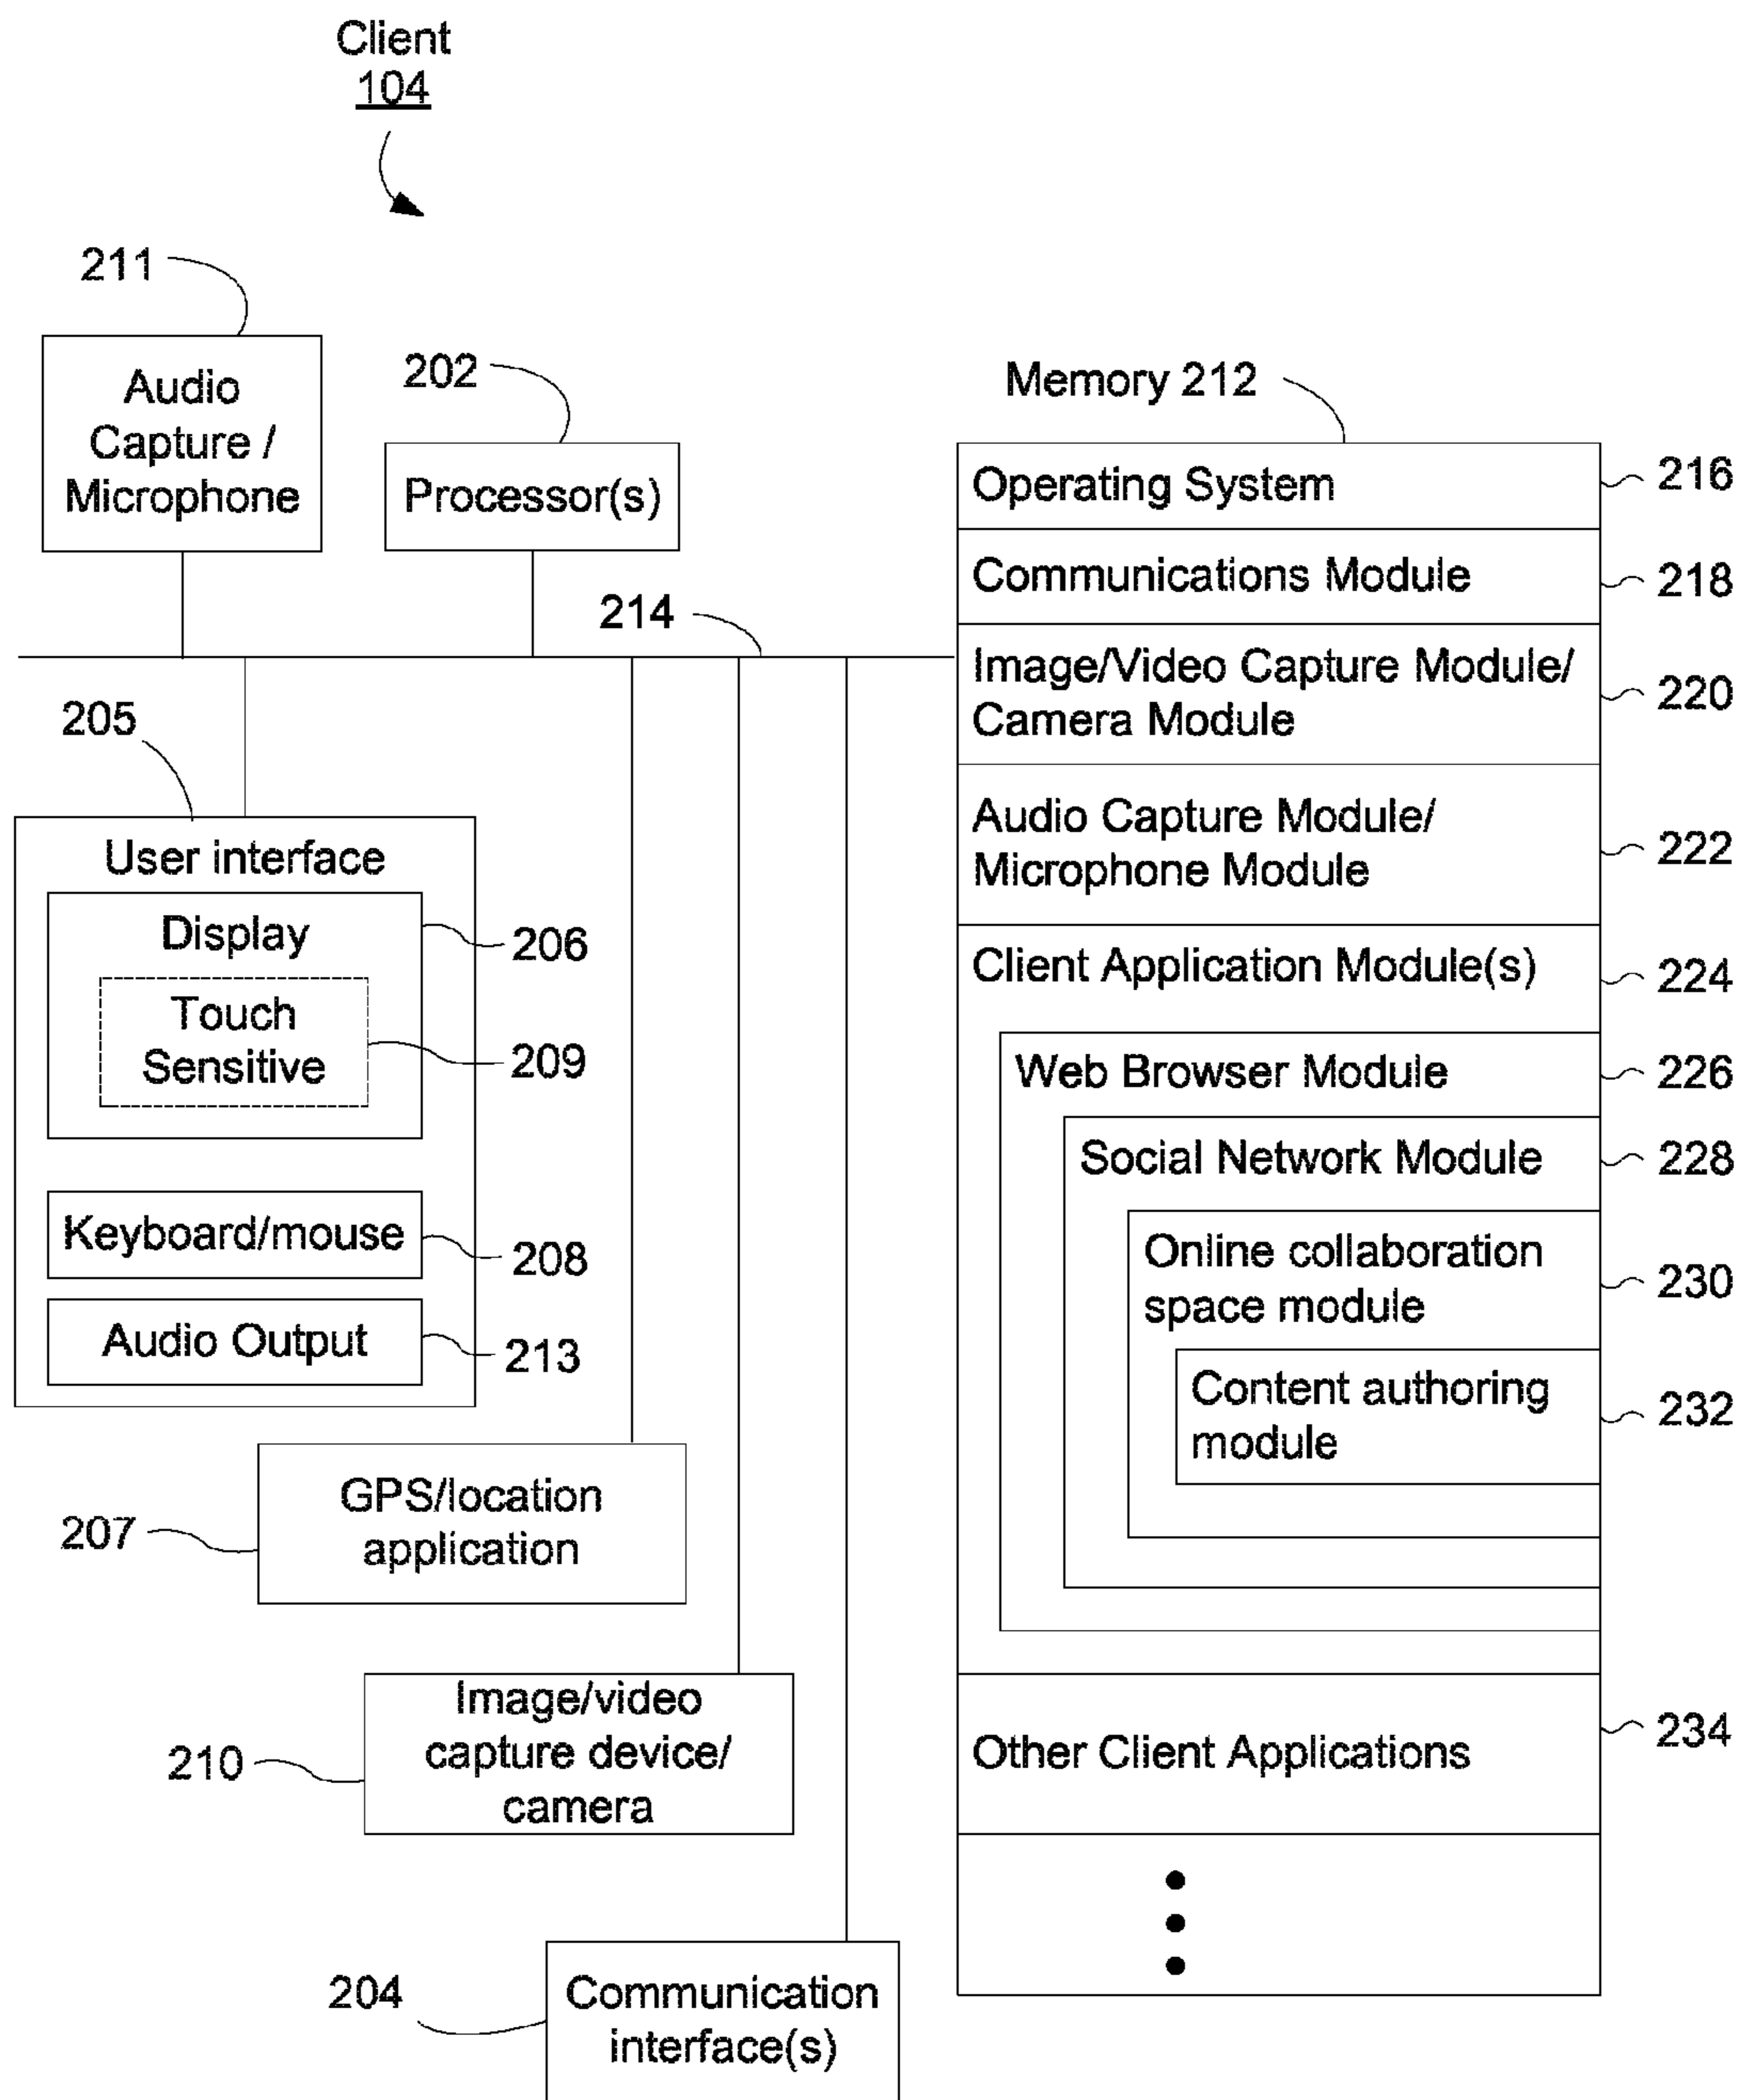 Client
104
211
Audio
Capture /
Microphone
202
Processor(s)
214
205
User interface
Display
206
Touch
Sensitive
209
Keyboard/mouse
208
Audio Output
213
GPS/location
application
207
Image/video
capture device/
camera
210
204
Communication
interface(s)
Memory 212
Operating System
216
Communications Module
218
Image/Video Capture Module/
Camera Module
220
Audio Capture Module/
Microphone Module
222
Client Application Module(s)
224
Web Browser Module
226
Social Network Module
228
Online collaboration
space module
230
Content authoring
module
232
Other Client Applications
234